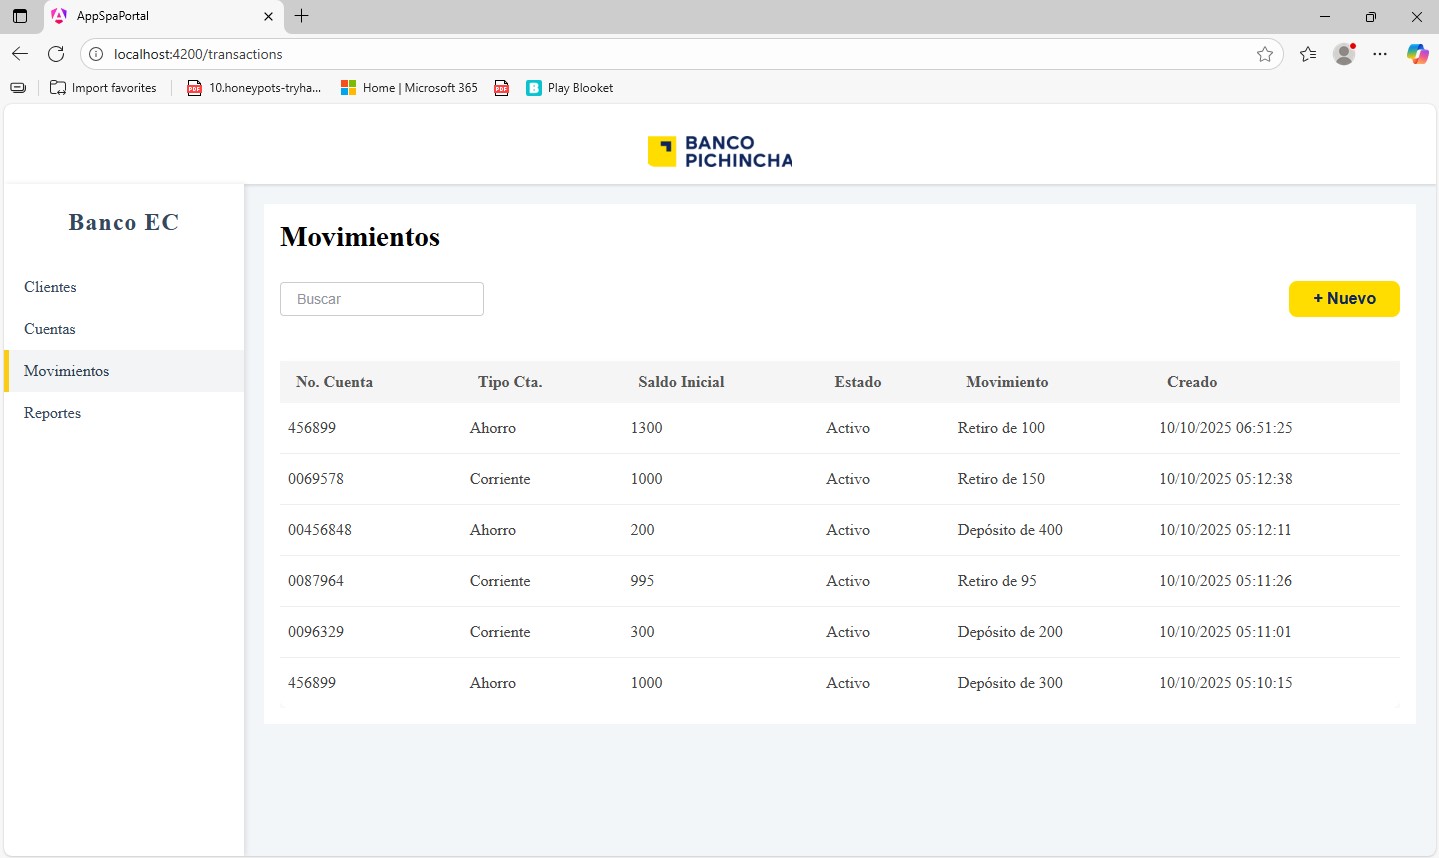 AppSpaPortal
localhost:4200/transactions
Import favorites
10.honeypots-tryha...
Home | Microsoft 365
Play Blooket
BANCO
PICHINCHA
Banco EC
Clientes
Cuentas
Movimientos
Reportes
Movimientos
Buscar
+ Nuevo
No. Cuenta Tipo Cta. Saldo Inicial Estado Movimiento Creado
456899 Ahorro 1300 Activo Retiro de 100 10/10/2025 06:51:25
0069578 Corriente 1000 Activo Retiro de 150 10/10/2025 05:12:38
00456848 Ahorro 200 Activo Depósito de 400 10/10/2025 05:12:11
0087964 Corriente 995 Activo Retiro de 95 10/10/2025 05:11:26
0096329 Corriente 300 Activo Depósito de 200 10/10/2025 05:11:01
456899 Ahorro 1000 Activo Depósito de 300 10/10/2025 05:10:15